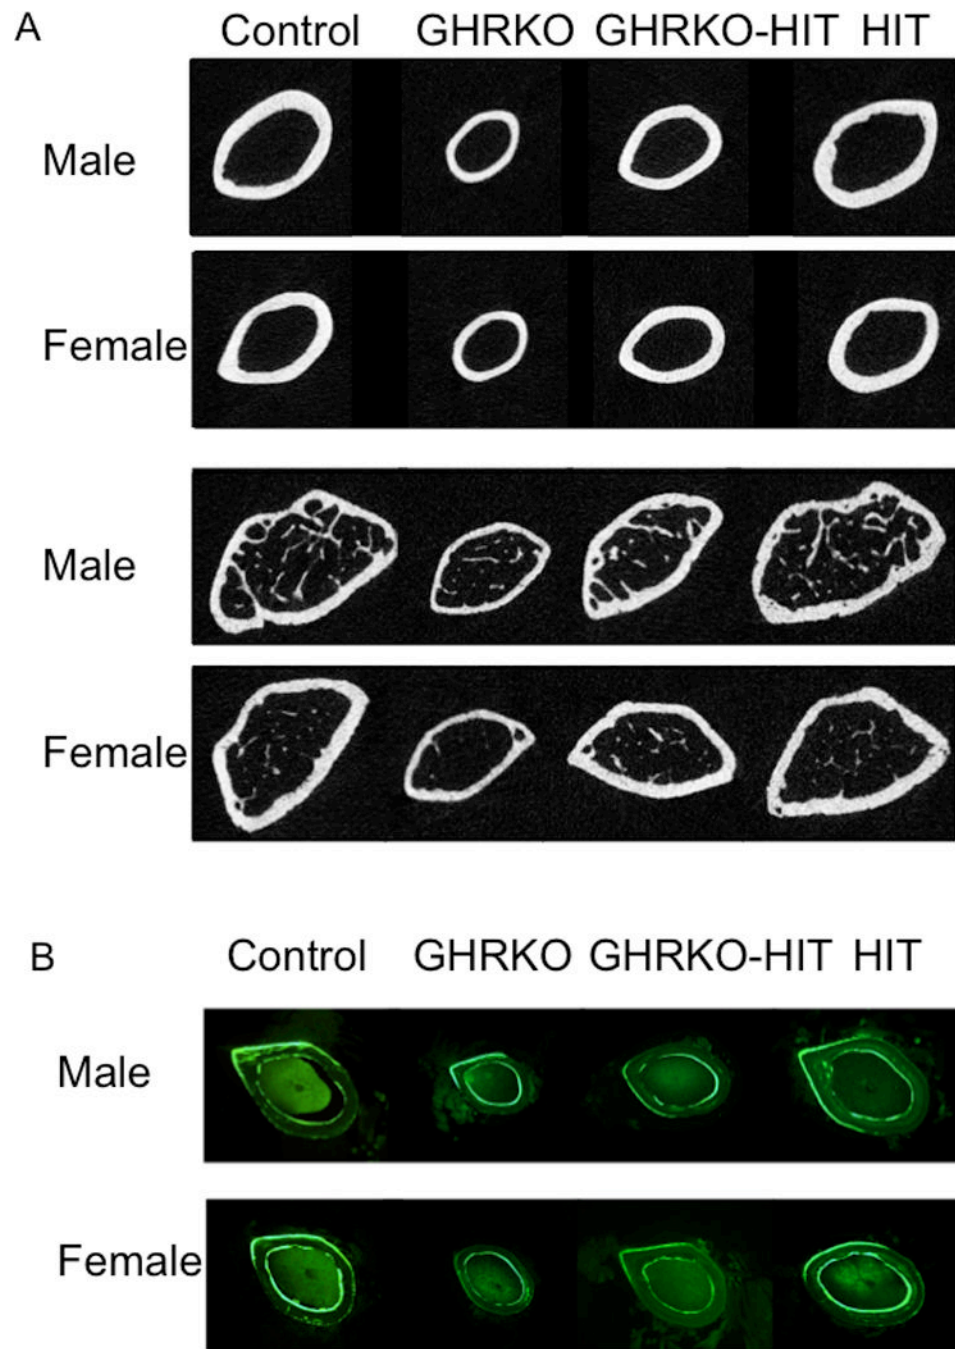 A
Control GHRKO GHRKO-HIT HIT
Male
Female
Male
Female
B
Control GHRKO GHRKO-HIT HIT
Male
Female